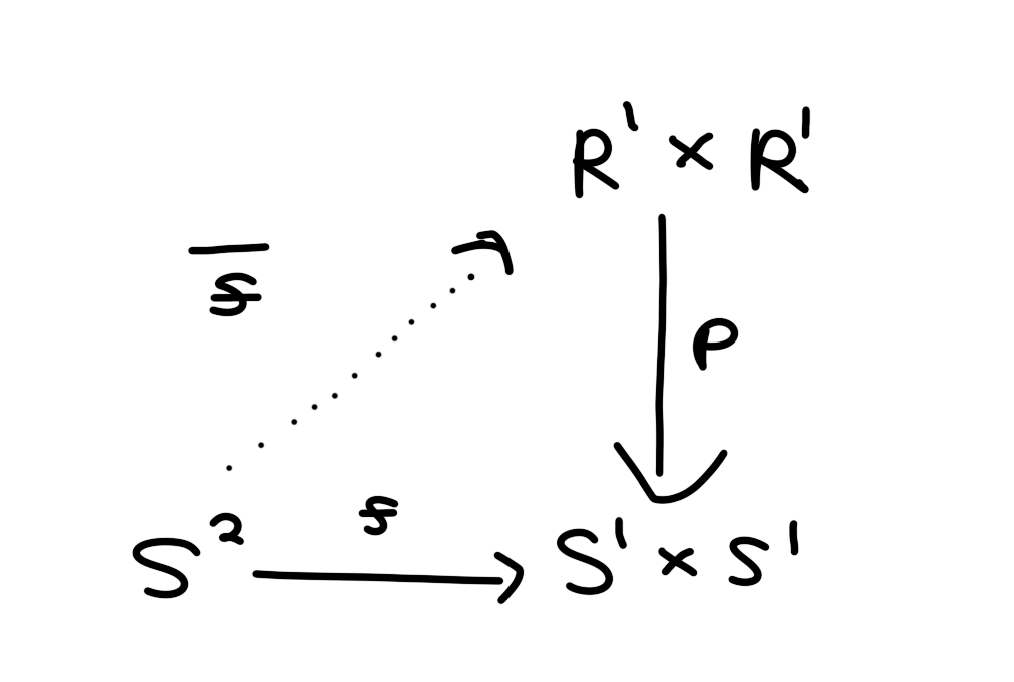 R¹ × R¹
f̅
p
f
S² → S¹ × S¹